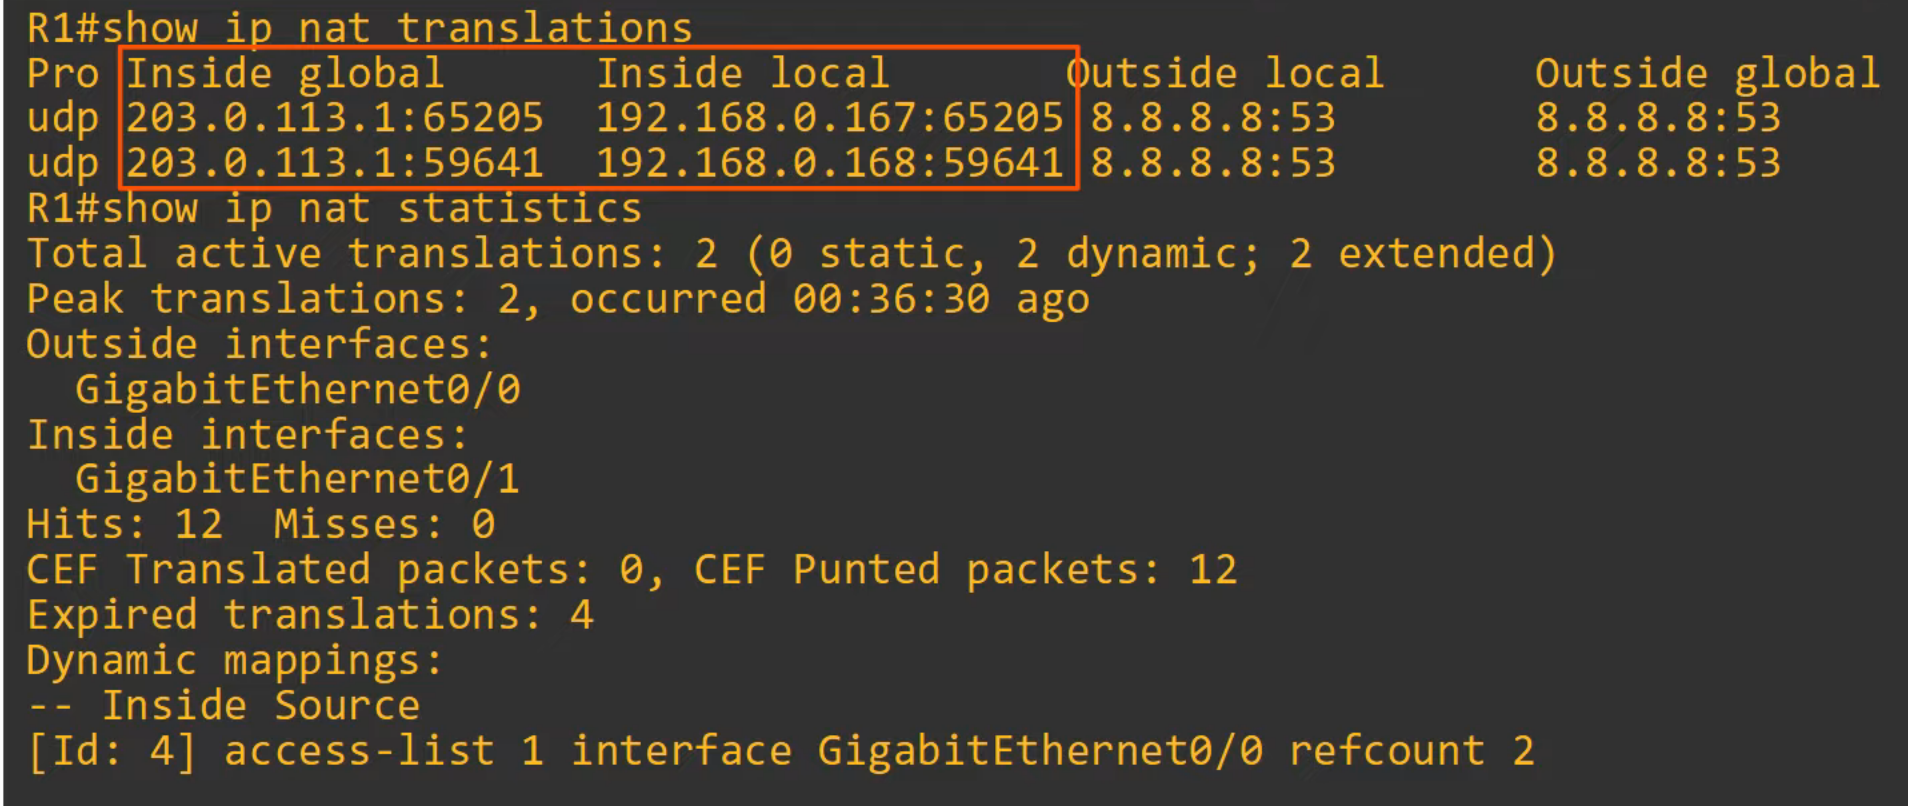 R1#show ip nat translations
Pro Inside global      Inside local       Outside local      Outside global
udp 203.0.113.1:65205  192.168.0.167:65205 8.8.8.8:53        8.8.8.8:53
udp 203.0.113.1:59641  192.168.0.168:59641 8.8.8.8:53        8.8.8.8:53
R1#show ip nat statistics
Total active translations: 2 (0 static, 2 dynamic; 2 extended)
Peak translations: 2, occurred 00:36:30 ago
Outside interfaces:
  GigabitEthernet0/0
Inside interfaces:
  GigabitEthernet0/1
Hits: 12  Misses: 0
CEF Translated packets: 0, CEF Punted packets: 12
Expired translations: 4
Dynamic mappings:
-- Inside Source
[Id: 4] access-list 1 interface GigabitEthernet0/0 refcount 2